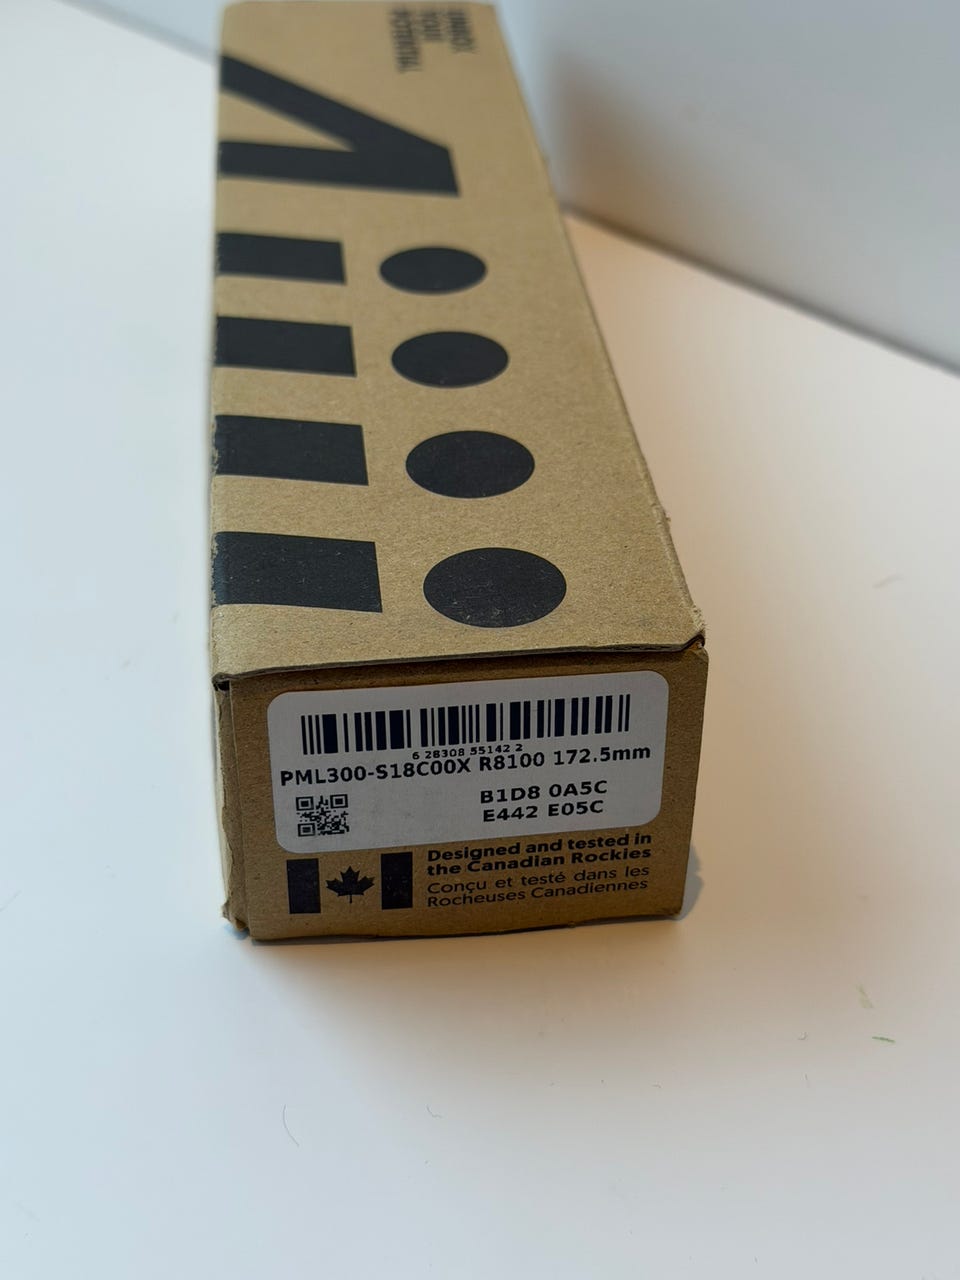 6 28308 55142 2
PML300-S18C00X R8100 172.5mm
B1D8 0A5C
E442 E05C
Designed and tested in
the Canadian Rockies
Conçu et testé dans les
Rocheuses Canadiennes